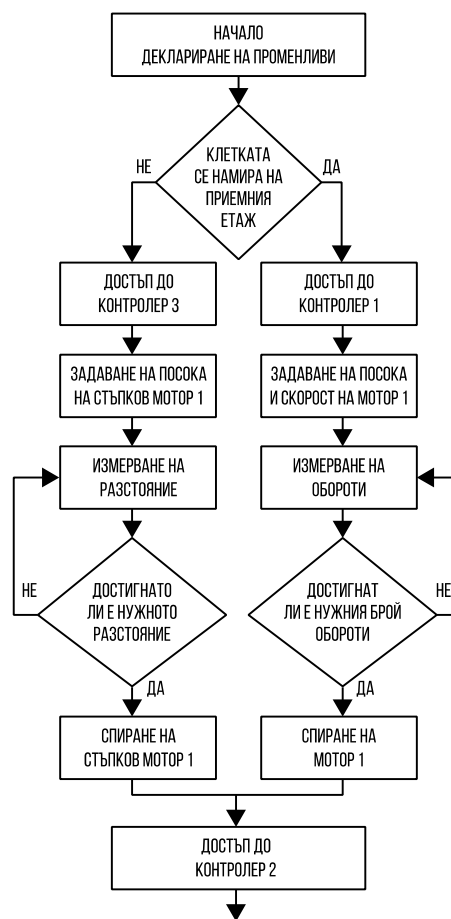 НАЧАЛО
ДЕКЛАРИРАНЕ НА ПРОМЕНЛИВИ
КЛЕТКАТА
СЕ НАМИРА НА
ПРИЕМНИЯ
ЕТАЖ
НЕ
ДА
ДОСТЪП ДО
КОНТРОЛЕР 3
ДОСТЪП ДО
КОНТРОЛЕР 1
ЗАДАВАНЕ НА ПОСОКА
НА СТЪПКОВ МОТОР 1
ЗАДАВАНЕ НА ПОСОКА
И СКОРОСТ НА МОТОР 1
ИЗМЕРВАНЕ НА
РАЗСТОЯНИЕ
ИЗМЕРВАНЕ НА
ОБОРОТИ
НЕ
ДОСТИГНАТО
ЛИ Е НУЖНОТО
РАЗСТОЯНИЕ
ДОСТИГНАТ
ЛИ Е НУЖНИЯ БРОЙ
ОБОРОТИ
НЕ
ДА
ДА
СПИРАНЕ НА
СТЪПКОВ МОТОР 1
СПИРАНЕ НА
МОТОР 1
ДОСТЪП ДО
КОНТРОЛЕР 2